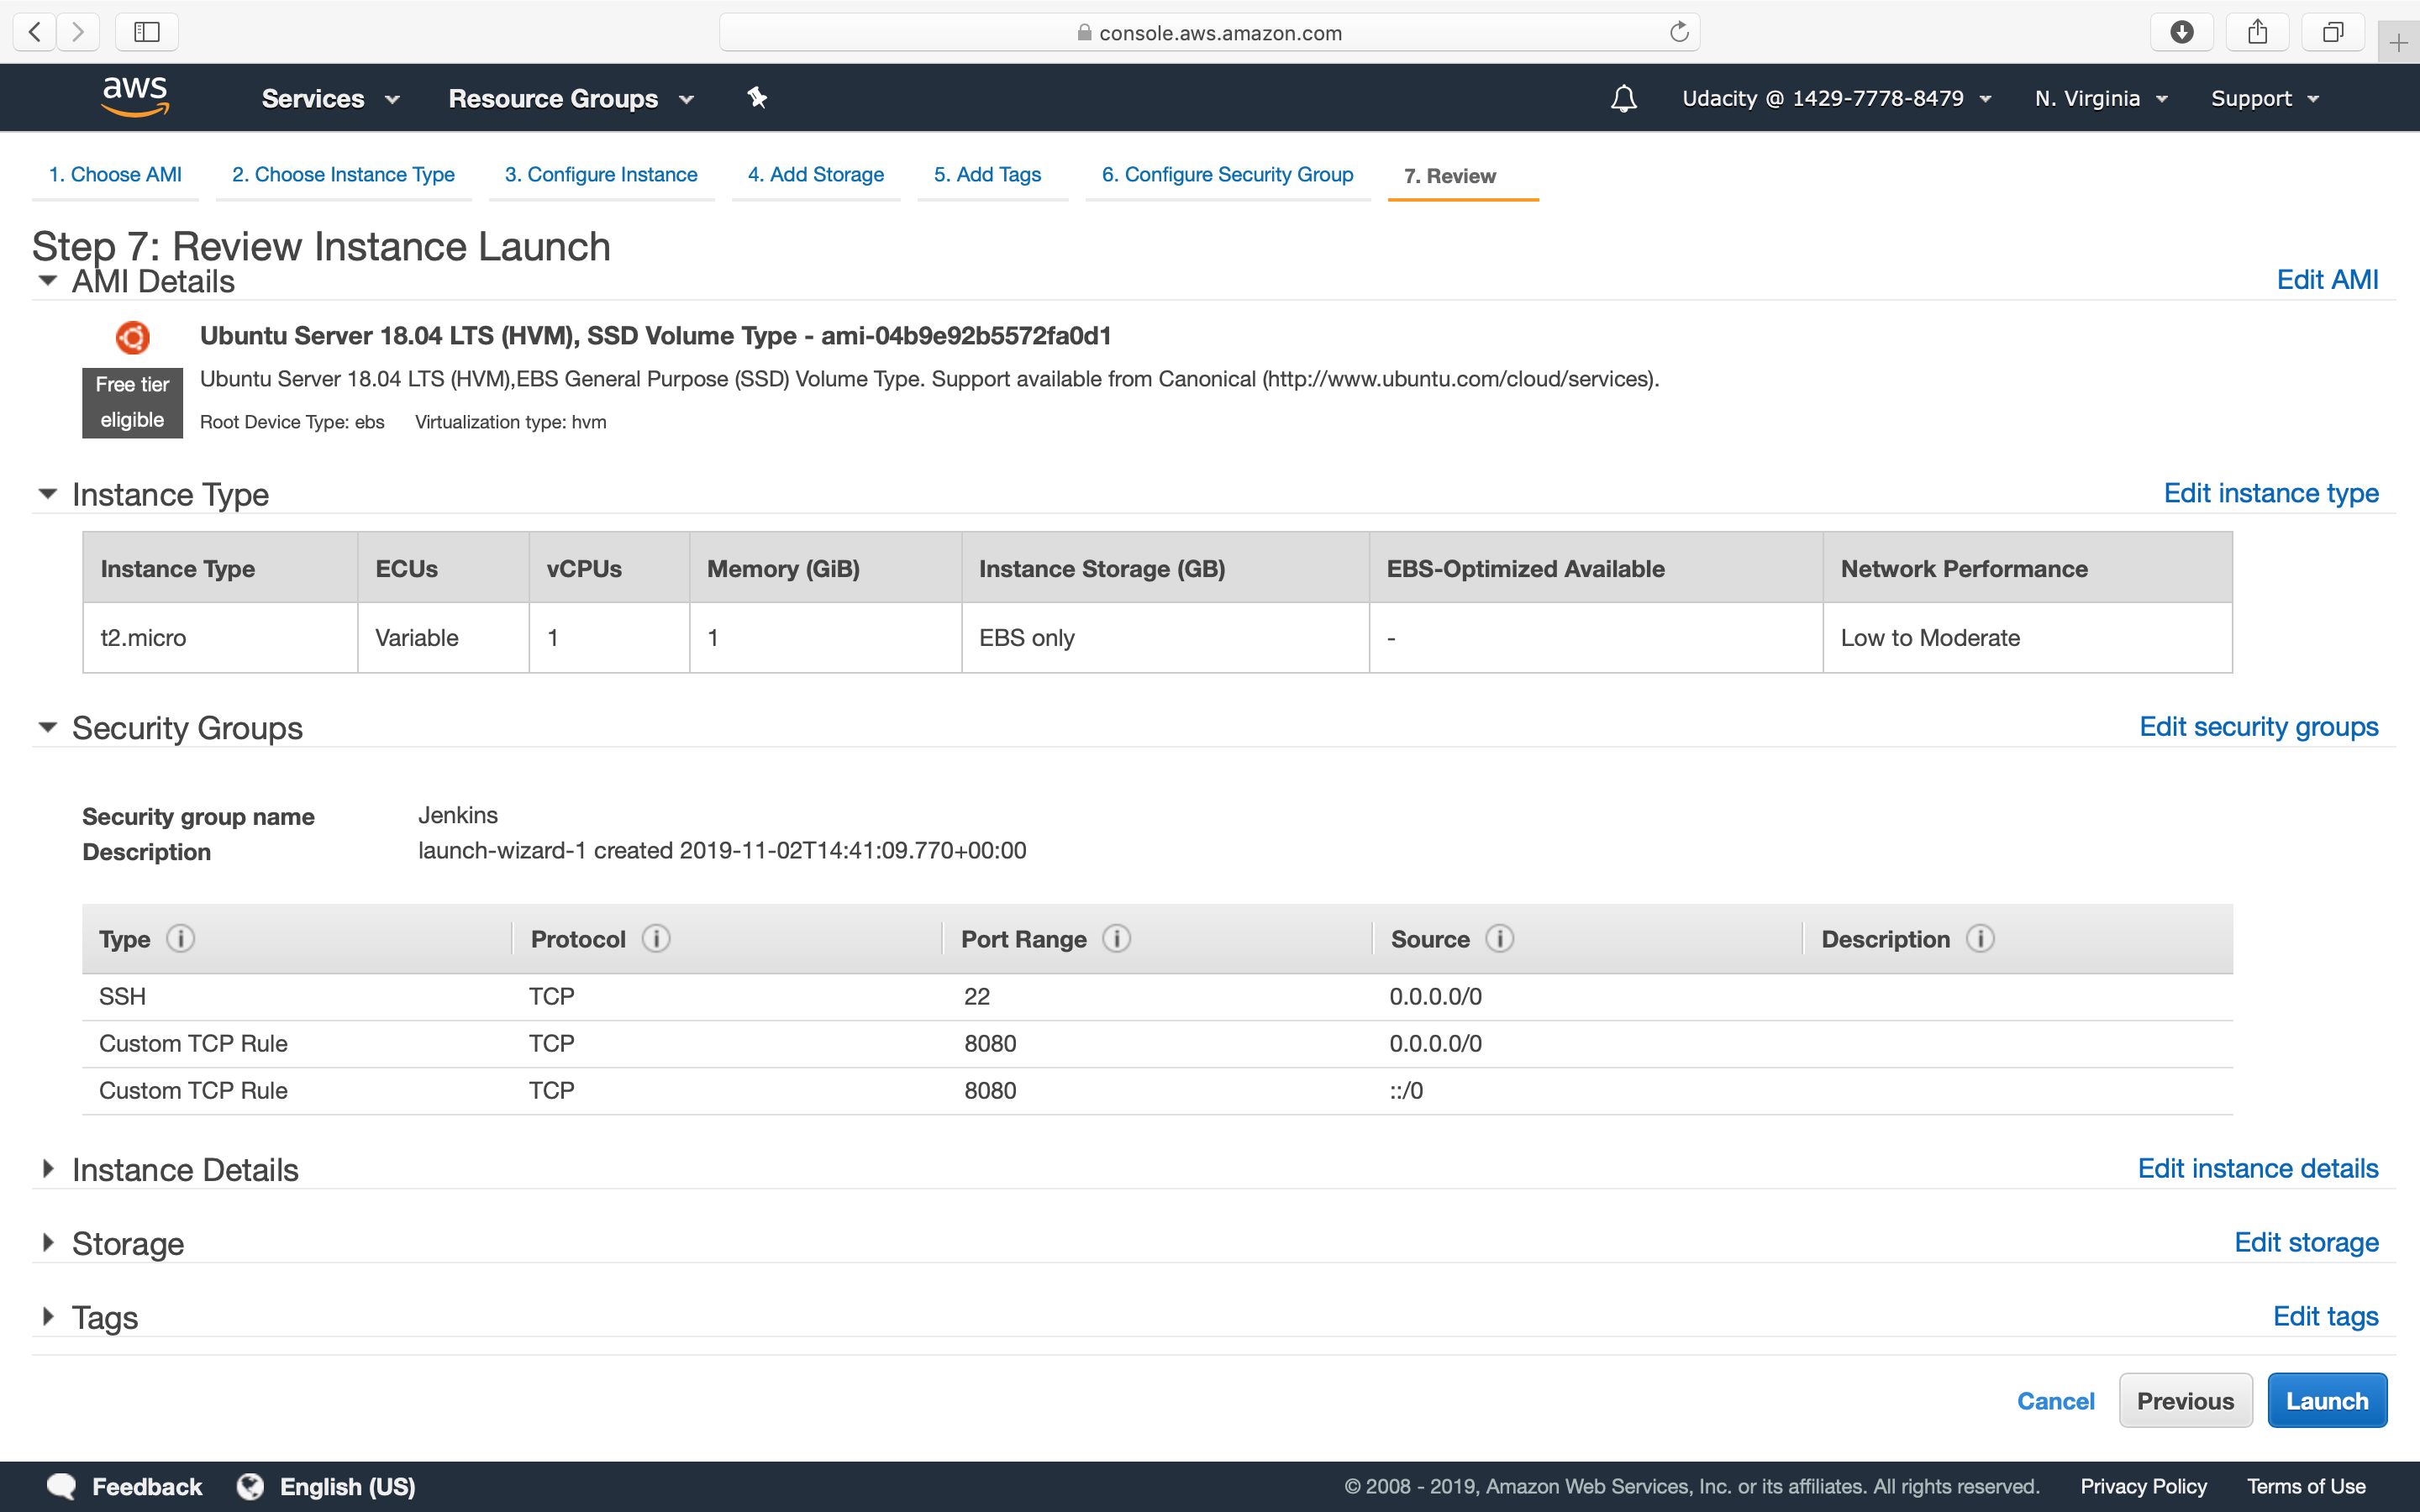 console.aws.amazon.com
aws Services Resource Groups Udacity @ 1429-7778-8479 N. Virginia Support
1. Choose AMI 2. Choose Instance Type 3. Configure Instance 4. Add Storage 5. Add Tags 6. Configure Security Group 7. Review
Step 7: Review Instance Launch
AMI Details Edit AMI
Ubuntu Server 18.04 LTS (HVM), SSD Volume Type - ami-04b9e92b5572fa0d1
Free tier eligible
Ubuntu Server 18.04 LTS (HVM),EBS General Purpose (SSD) Volume Type. Support available from Canonical (http://www.ubuntu.com/cloud/services).
Root Device Type: ebs Virtualization type: hvm
Instance Type Edit instance type
Instance Type ECUs vCPUs Memory (GiB) Instance Storage (GB) EBS-Optimized Available Network Performance
t2.micro Variable 1 1 EBS only - Low to Moderate
Security Groups Edit security groups
Security group name Jenkins
Description launch-wizard-1 created 2019-11-02T14:41:09.770+00:00
Type i Protocol i Port Range i Source i Description i
SSH TCP 22 0.0.0.0/0
Custom TCP Rule TCP 8080 0.0.0.0/0
Custom TCP Rule TCP 8080 ::/0
Instance Details Edit instance details
Storage Edit storage
Tags Edit tags
Cancel Previous Launch
Feedback English (US) © 2008 - 2019, Amazon Web Services, Inc. or its affiliates. All rights reserved. Privacy Policy Terms of Use